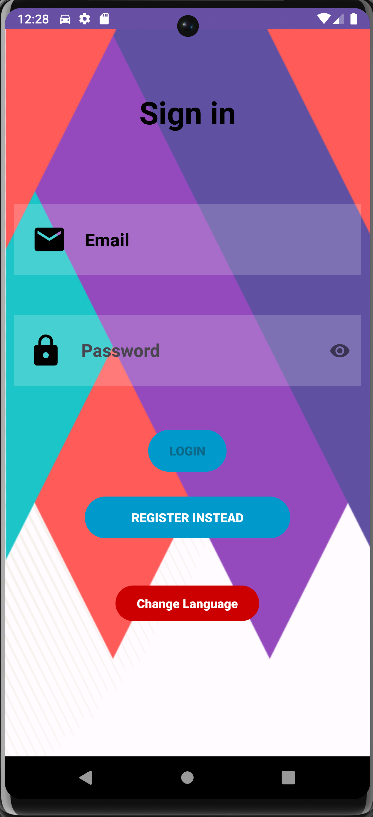 12:28
Sign in
Email
Password
LOGIN
REGISTER INSTEAD
Change Language